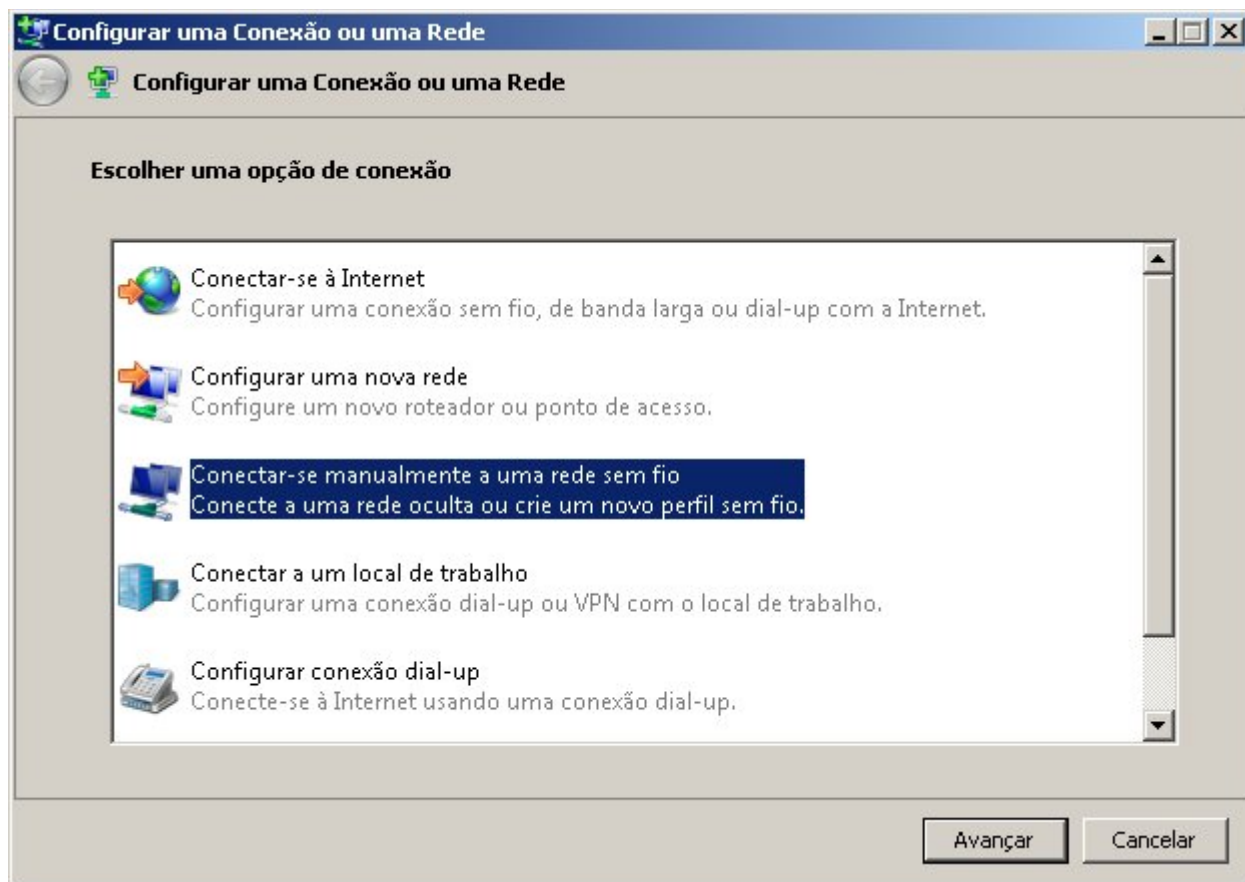 Configurar uma Conexão ou uma Rede
Configurar uma Conexão ou uma Rede
Escolher uma opção de conexão
Conectar-se à Internet
Configurar uma conexão sem fio, de banda larga ou dial-up com a Internet.
Configurar uma nova rede
Configure um novo roteador ou ponto de acesso.
Conectar-se manualmente a uma rede sem fio
Conecte a uma rede oculta ou crie um novo perfil sem fio.
Conectar a um local de trabalho
Configurar uma conexão dial-up ou VPN com o local de trabalho.
Configurar conexão dial-up
Conecte-se à Internet usando uma conexão dial-up.
Avançar
Cancelar